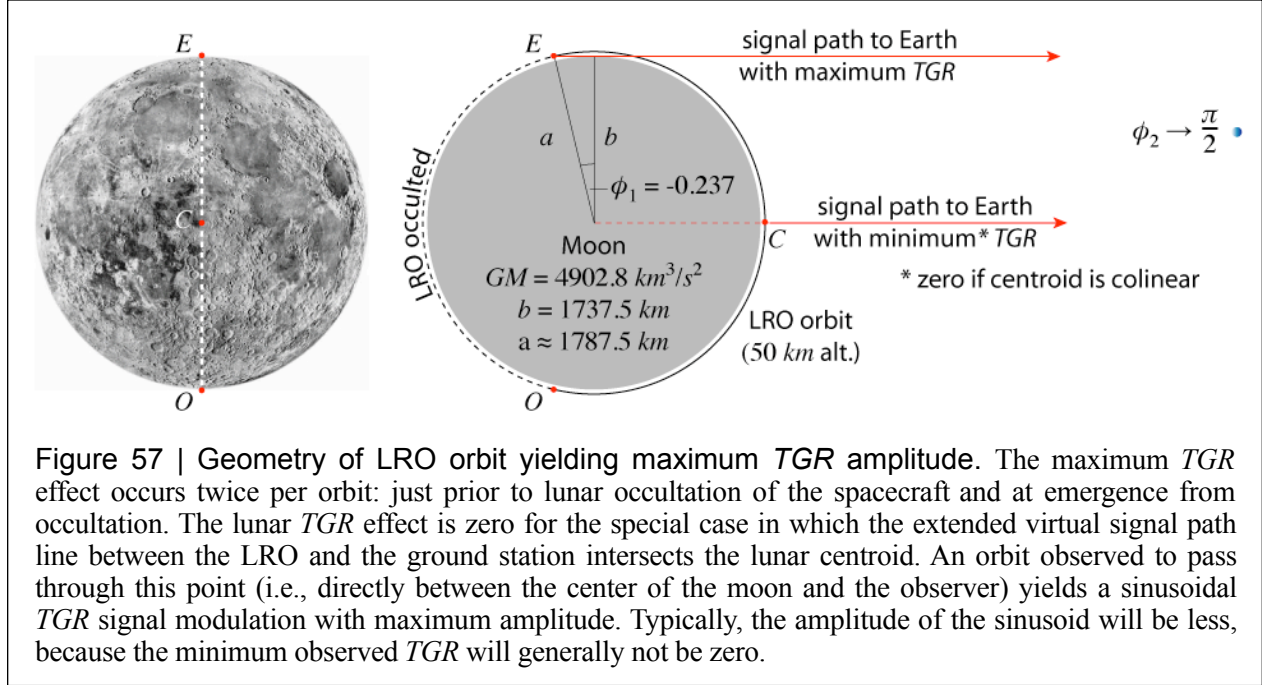 E
C
O
E
signal path to Earth
with maximum TGR
a
b
ϕ₁ = -0.237
ϕ₂ → π/2
LRO occulted
signal path to Earth
with minimum* TGR
C
* zero if centroid is colinear
Moon
GM = 4902.8 km³/s²
b = 1737.5 km
a ≈ 1787.5 km
LRO orbit
(50 km alt.)
O
Figure 57 | Geometry of LRO orbit yielding maximum TGR amplitude. The maximum TGR
effect occurs twice per orbit: just prior to lunar occultation of the spacecraft and at emergence from
occultation. The lunar TGR effect is zero for the special case in which the extended virtual signal path
line between the LRO and the ground station intersects the lunar centroid. An orbit observed to pass
through this point (i.e., directly between the center of the moon and the observer) yields a sinusoidal
TGR signal modulation with maximum amplitude. Typically, the amplitude of the sinusoid will be less,
because the minimum observed TGR will generally not be zero.